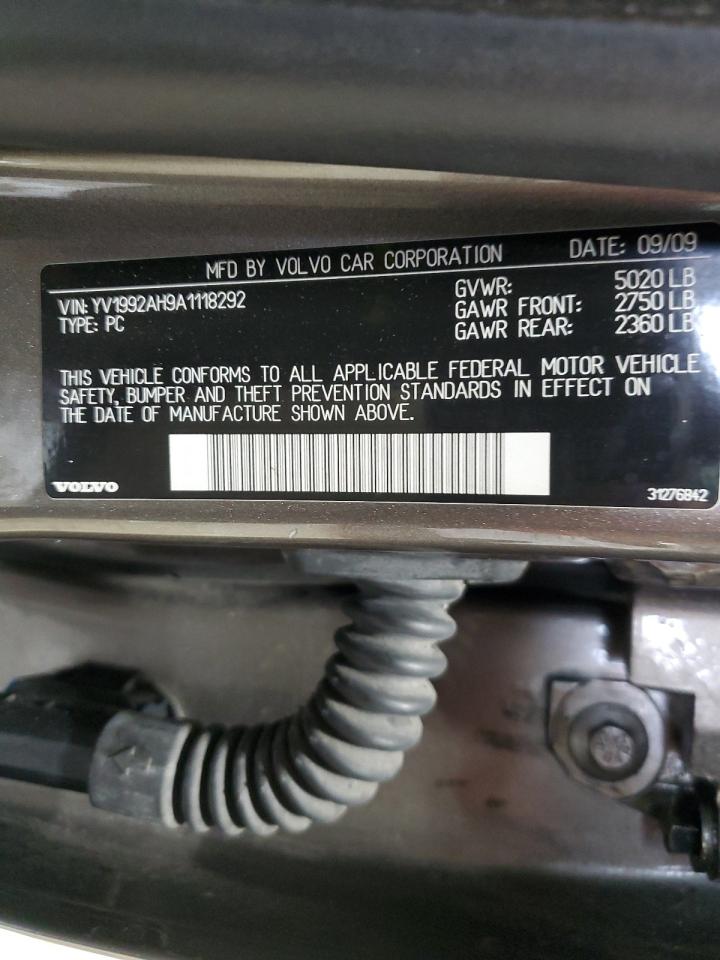 MFD BY VOLVO CAR CORPORATION DATE: 09/09
VIN: YV1992AH9A1118292
TYPE: PC
GVWR: 5020 LB
GAWR FRONT: 2750 LB
GAWR REAR: 2360 LB
THIS VEHICLE CONFORMS TO ALL APPLICABLE FEDERAL MOTOR VEHICLE
SAFETY, BUMPER AND THEFT PREVENTION STANDARDS IN EFFECT ON
THE DATE OF MANUFACTURE SHOWN ABOVE.
VOLVO 31276842